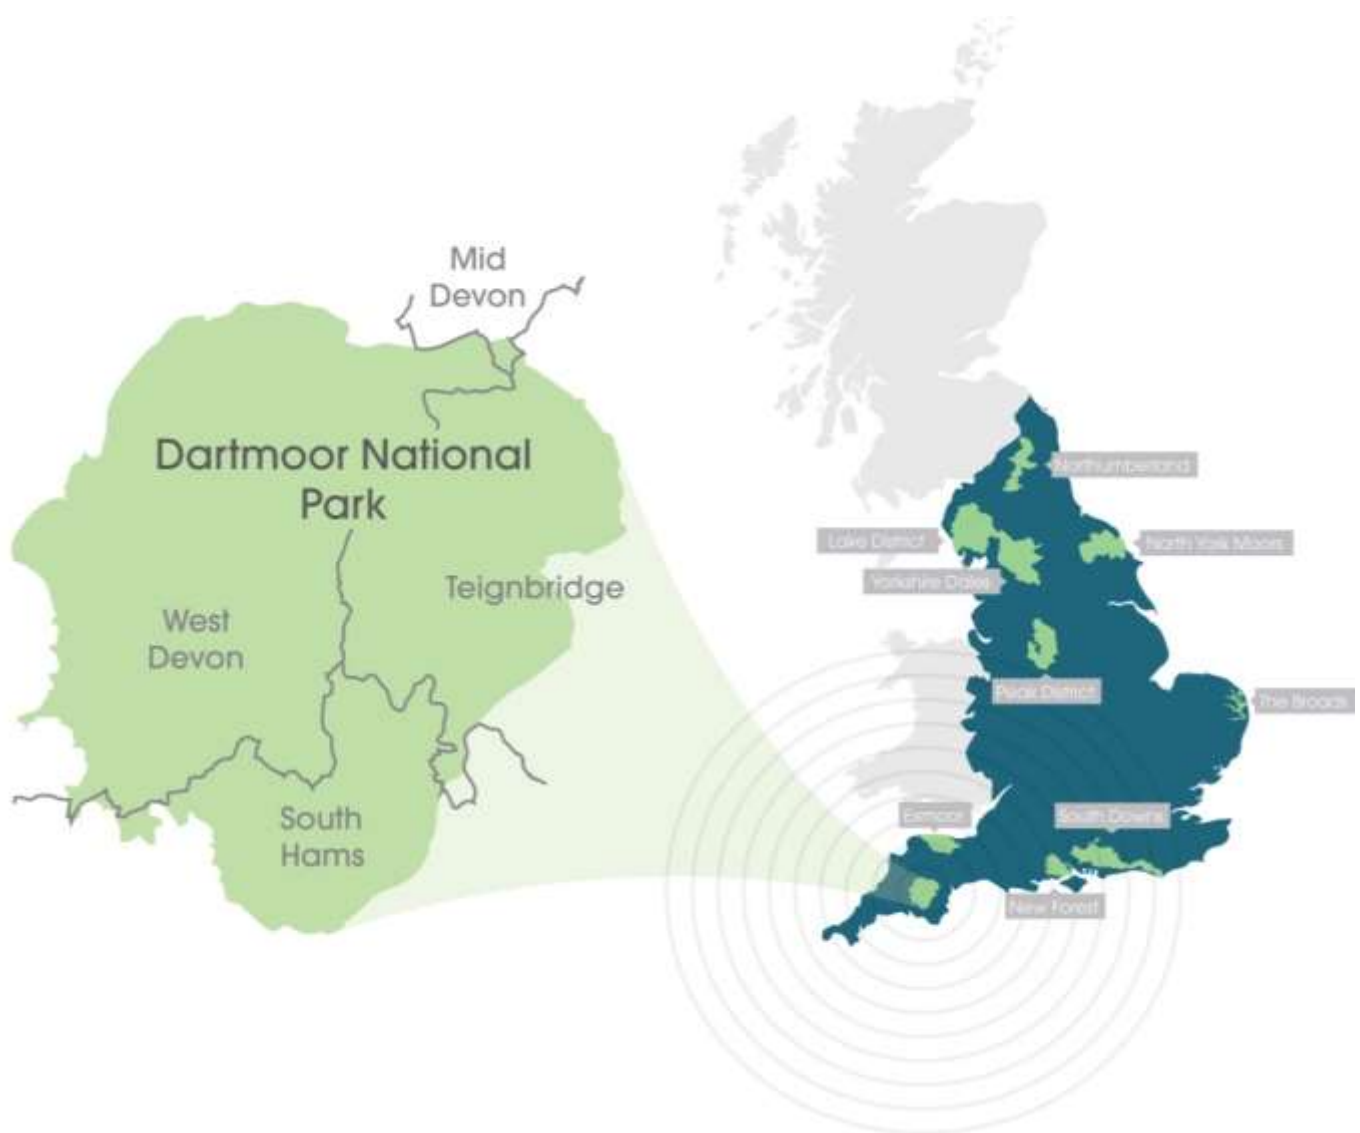 Mid
Devon
Dartmoor National
Park
Teignbridge
West
Devon
South
Hams
Northumberland
Lake District
North York Moors
Yorkshire Dales
Peak District
The Broads
Exmoor
South Downs
New Forest